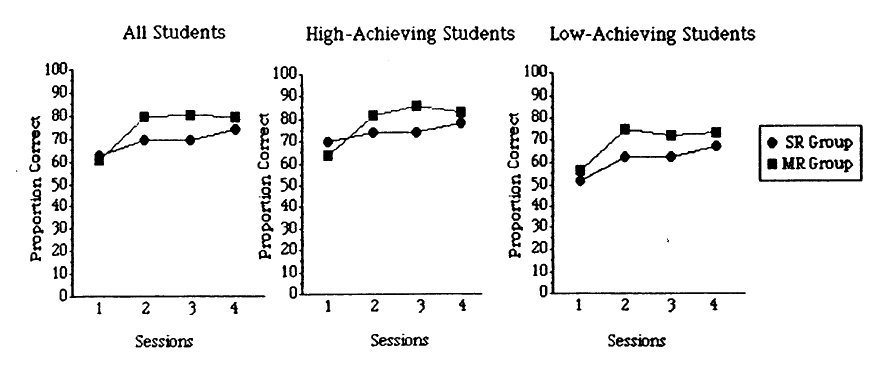 All Students
Proportion Correct
100
90
80
70
60
50
40
30
20
10
0
1 2 3 4
Sessions
High-Achieving Students
Proportion Correct
100
90
80
70
60
50
40
30
20
10
0
1 2 3 4
Sessions
Low-Achieving Students
Proportion Correct
100
90
80
70
60
50
40
30
20
10
0
1 2 3 4
Sessions
SR Group
MR Group